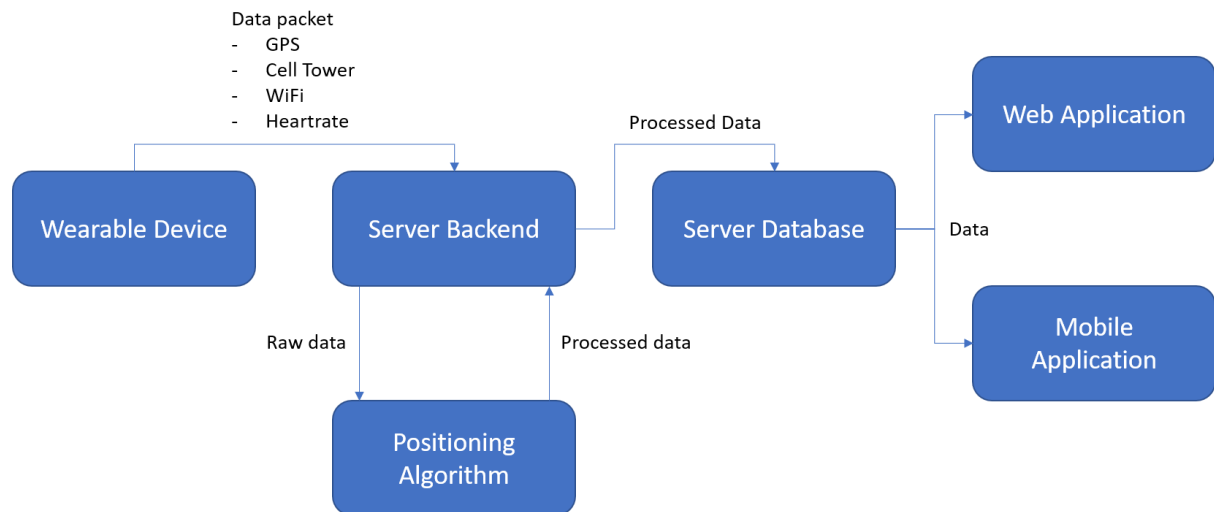 Data packet
- GPS
- Cell Tower
- WiFi
- Heartrate
Processed Data
Web Application
Wearable Device
Server Backend
Server Database
Data
Raw data
Processed data
Mobile
Application
Positioning
Algorithm